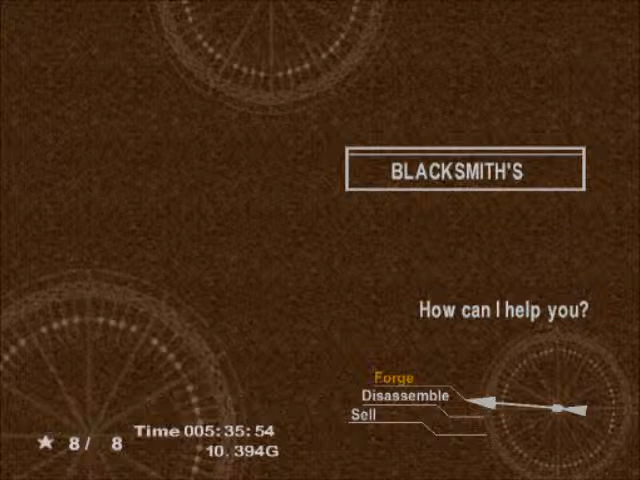 BLACKSMITH'S
How can I help you?
Forge
Disassemble
Sell
★ 8/ 8 Time 005:35:54
10.394G